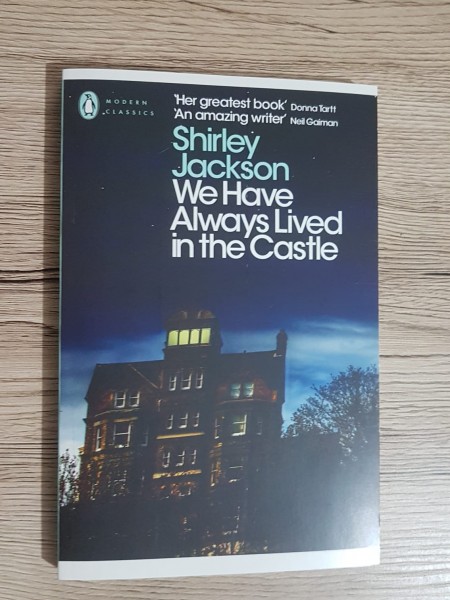 MODERN
CLASSICS
'Her greatest book' Donna Tartt
'An amazing writer' Neil Gaiman
Shirley
Jackson
We Have
Always Lived
in the Castle